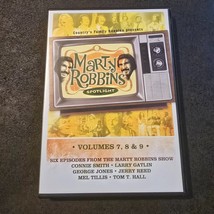 Country's Family Reunion presents
Marty
Robbins
SPOTLIGHT
• VOLUMES 7, 8 & 9 •
SIX EPISODES FROM THE MARTY ROBBINS SHOW
CONNIE SMITH • LARRY GATLIN
GEORGE JONES • JERRY REED
MEL TILLIS • TOM T. HALL